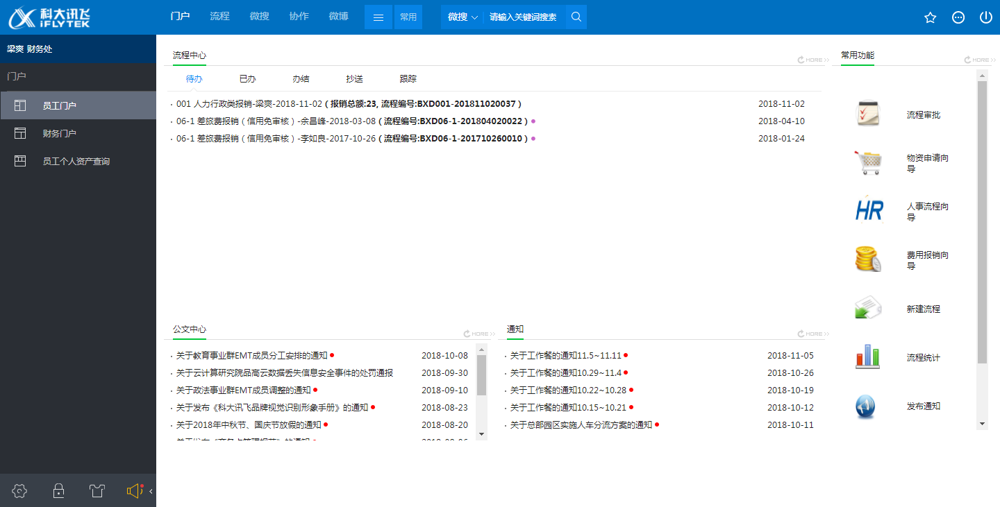 科大讯飞
iFLYTEK
门户 流程 微搜 协作 微博 常用 微搜 请输入关键词搜索
梁爽 财务处
门户
员工门户
财务门户
员工个人资产查询
流程中心
MORE
待办 已办 办结 抄送 跟踪
001 人力行政类报销-梁爽-2018-11-02 ( 报销总额:23, 流程编号:BXD001-201811020037 ) 2018-11-02
06-1 差旅费报销（信用免审核）-余昌峰-2018-03-08 ( 流程编号:BXD06-1-201804020022 ) 2018-04-10
06-1 差旅费报销（信用免审核）-李如良-2017-10-26 ( 流程编号:BXD06-1-201710260010 ) 2018-01-24
公文中心
MORE
关于教育事业群EMT成员分工安排的通知 2018-10-08
关于云计算研究院品高云数据丢失信息安全事件的处罚通报 2018-09-30
关于政法事业群EMT成员调整的通知 2018-09-10
关于发布《科大讯飞品牌视觉识别形象手册》的通知 2018-08-23
关于2018年中秋节、国庆节放假的通知 2018-08-20
通知
MORE
关于工作餐的通知11.5~11.11 2018-11-05
关于工作餐的通知10.29~11.4 2018-10-26
关于工作餐的通知10.22~10.28 2018-10-19
关于工作餐的通知10.15~10.21 2018-10-12
关于总部园区实施人车分流方案的通知 2018-10-11
常用功能
MORE
流程审批
物资申请向
导
HR
人事流程向
导
费用报销向
导
新建流程
流程统计
发布通知